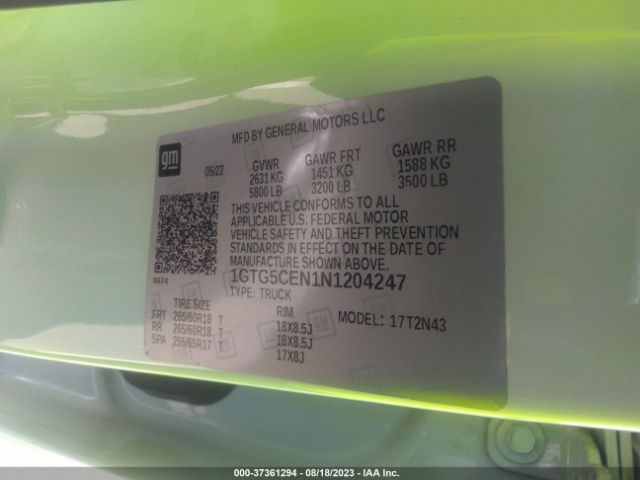 MFD BY GENERAL MOTORS LLC
gm
05/22
GVWR GAWR FRT GAWR RR
2631 KG 1451 KG 1588 KG
5800 LB 3200 LB 3500 LB
THIS VEHICLE CONFORMS TO ALL
APPLICABLE U.S. FEDERAL MOTOR
VEHICLE SAFETY AND THEFT PREVENTION
STANDARDS IN EFFECT ON THE DATE OF
MANUFACTURE SHOWN ABOVE.
1GTG5CEN1N1204247
TYPE: TRUCK
TIRE SIZE RIM MODEL: 17T2N43
FRT 265/60R18 T 18X8.5J
RR 265/60R18 T 18X8.5J
SPA 255/65R17 T 17X8J
000-37361294 - 08/18/2023 - IAA Inc.